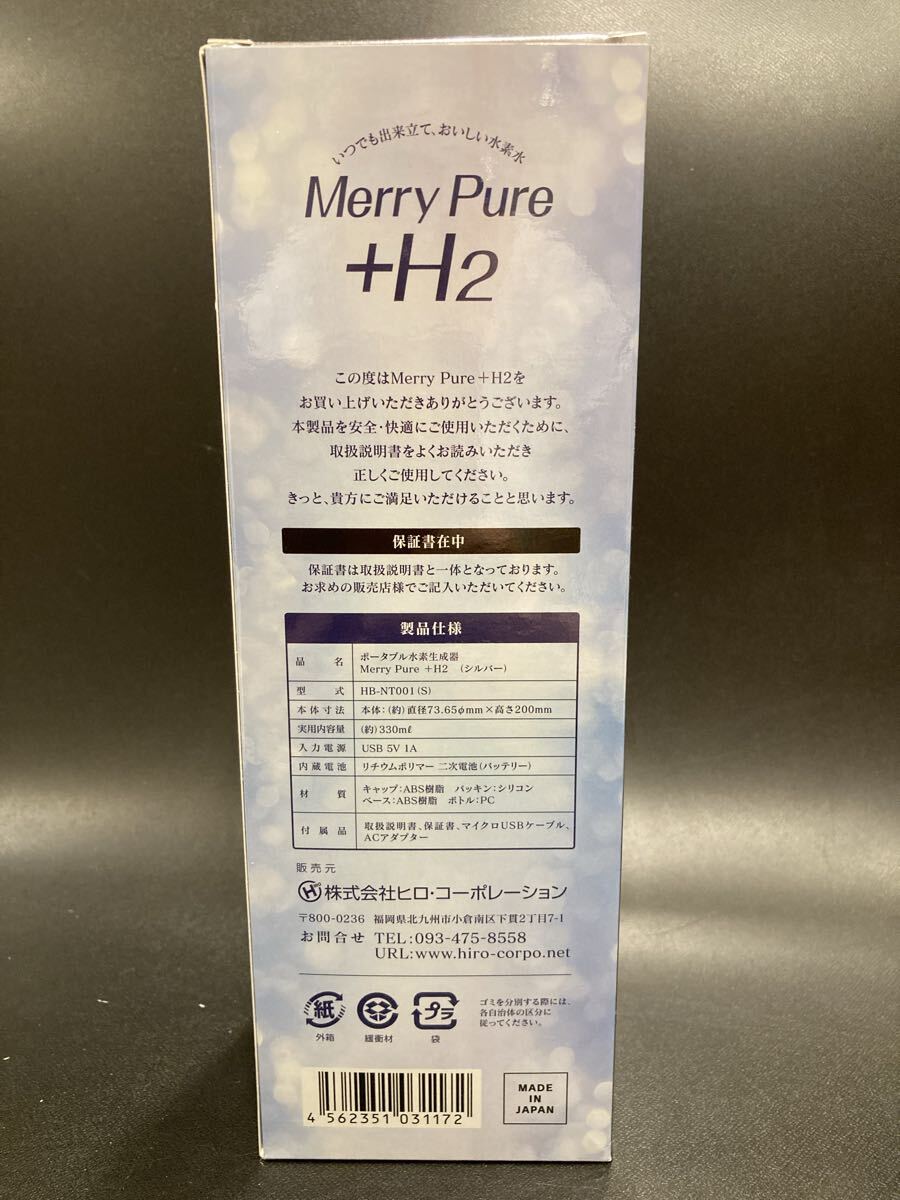 いつでも出来立て、おいしい水素水
Merry Pure
+H2
この度はMerry Pure+H2を
お買い上げいただきありがとうございます。
本製品を安全・快適にご使用いただくために、
取扱説明書をよくお読みいただき
正しくご使用してください。
きっと、貴方にご満足いただけることと思います。
保証書在中
保証書は取扱説明書と一体となっております。
お求めの販売店様でご記入いただいてください。
製品仕様
品名 ポータブル水素生成器
Merry Pure +H2 (シルバー)
型式 HB-NT001(S)
本体寸法 本体:(約)直径73.65φmm×高さ200mm
実用内容量 (約)330mℓ
入力電源 USB 5V 1A
内蔵電池 リチウムポリマー 二次電池(バッテリー)
材質 キャップ:ABS樹脂 パッキン:シリコン
ベース:ABS樹脂 ボトル:PC
付属品 取扱説明書、保証書、マイクロUSBケーブル、
ACアダプター
販売元
株式会社ヒロ・コーポレーション
〒800-0236 福岡県北九州市小倉南区下貫2丁目7-1
お問合せ TEL:093-475-8558
URL:www.hiro-corpo.net
紙 プラ
外箱 緩衝材 袋
ゴミを分別する際には、
各自治体の区分に
従ってください。
4 562351 031172
MADE
IN
JAPAN